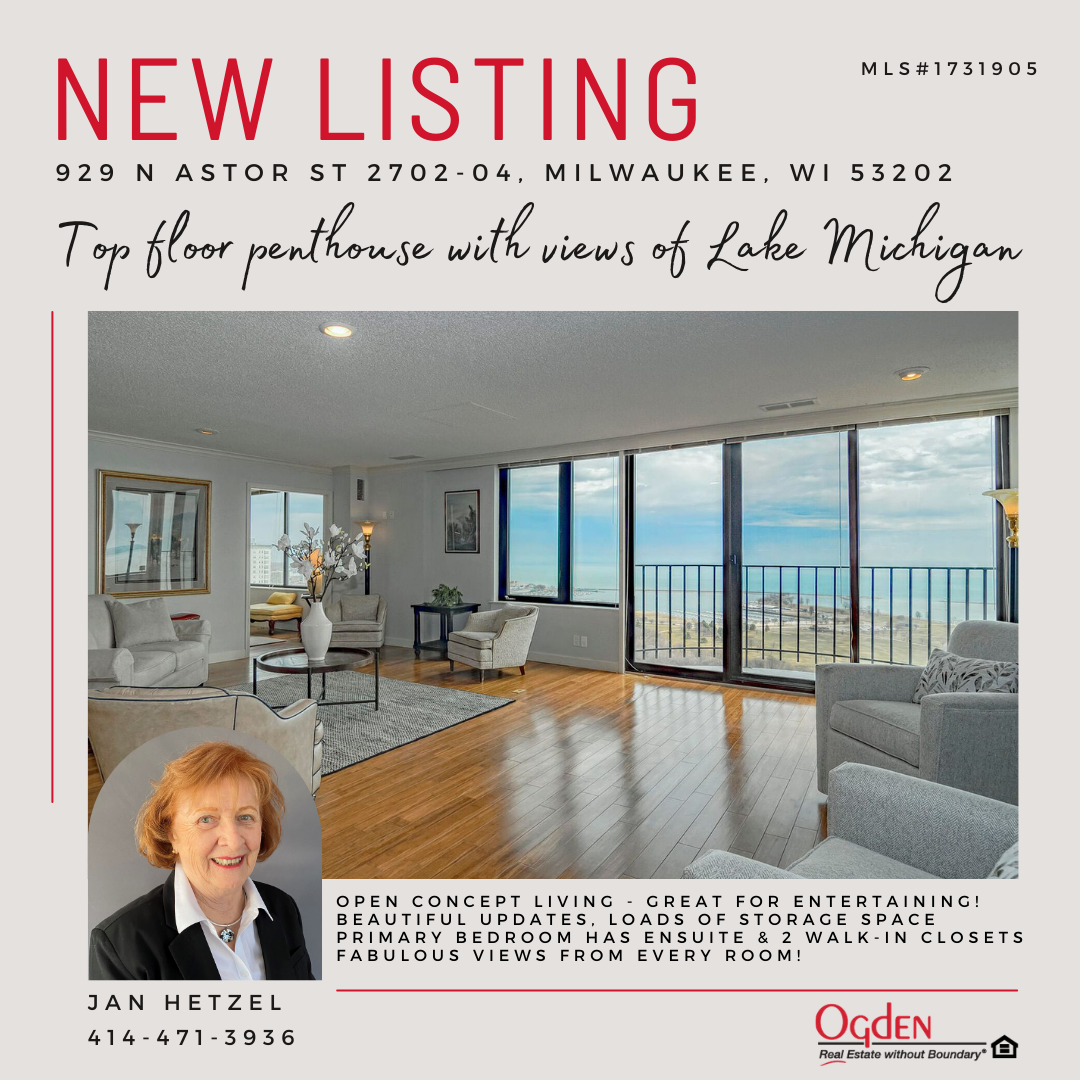 NEW LISTING
MLS#1731905
929 N ASTOR ST 2702-04, MILWAUKEE, WI 53202
Top floor penthouse with views of Lake Michigan
OPEN CONCEPT LIVING - GREAT FOR ENTERTAINING!
BEAUTIFUL UPDATES, LOADS OF STORAGE SPACE
PRIMARY BEDROOM HAS ENSUITE & 2 WALK-IN CLOSETS
FABULOUS VIEWS FROM EVERY ROOM!
JAN HETZEL
414-471-3936
OgdEN
Real Estate without Boundary®